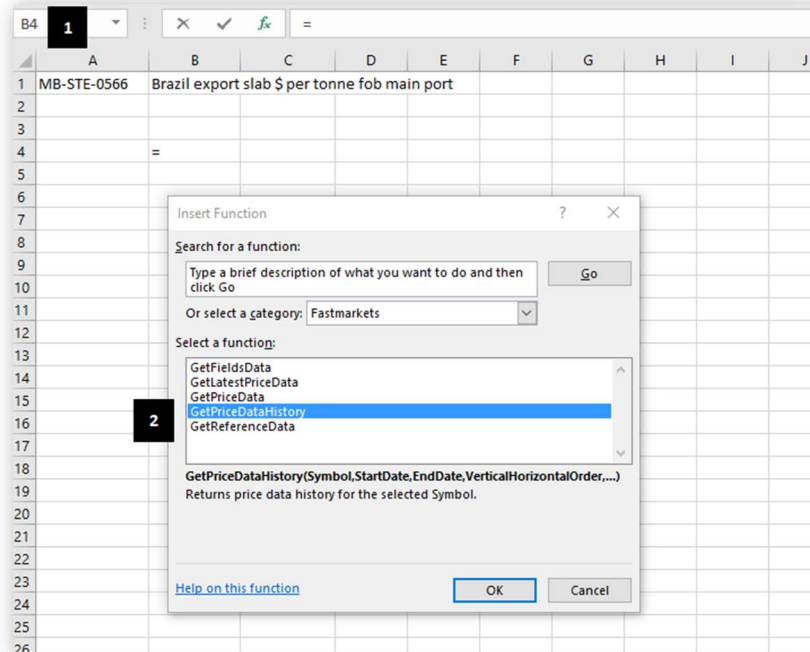 B4
1
fx
=
A B C D E F G H I J
1 MB-STE-0566 Brazil export slab $ per tonne fob main port
2
3
4 =
5
6
7
8
9
10
11
12
13
14
15
16
17
18
19
20
21
22
23
24
25
26
Insert Function ?
Search for a function:
Type a brief description of what you want to do and then
click Go
Go
Or select a category: Fastmarkets
Select a function:
GetFieldsData
GetLatestPriceData
GetPriceData
2
GetPriceDataHistory
GetReferenceData
GetPriceDataHistory(Symbol,StartDate,EndDate,VerticalHorizontalOrder,...)
Returns price data history for the selected Symbol.
Help on this function
OK
Cancel